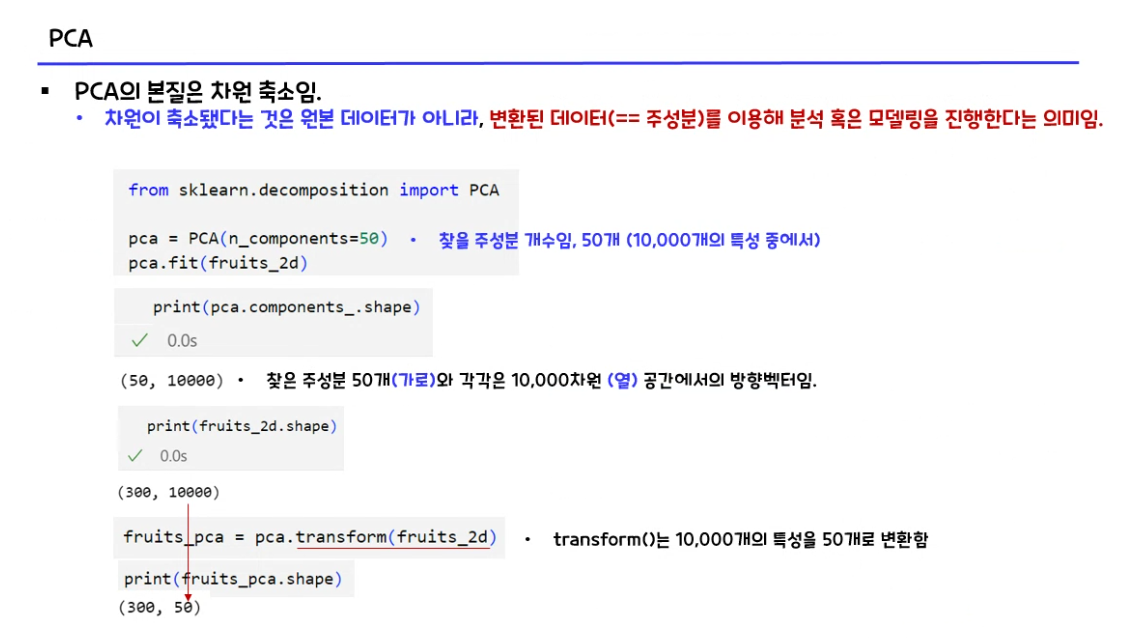 PCA
▪ PCA의 본질은 차원 축소임.
• 차원이 축소됐다는 것은 원본 데이터가 아니라, 변환된 데이터(== 주성분)를 이용해 분석 혹은 모델링을 진행한다는 의미임.
from sklearn.decomposition import PCA
pca = PCA(n_components=50) • 찾을 주성분 개수임, 50개 (10,000개의 특성 중에서)
pca.fit(fruits_2d)
print(pca.components_.shape)
✓ 0.0s
(50, 10000) • 찾은 주성분 50개(가로)와 각각은 10,000차원 (열) 공간에서의 방향벡터임.
print(fruits_2d.shape)
✓ 0.0s
(300, 10000)
fruits_pca = pca.transform(fruits_2d) • transform()는 10,000개의 특성을 50개로 변환함
print(fruits_pca.shape)
(300, 50)